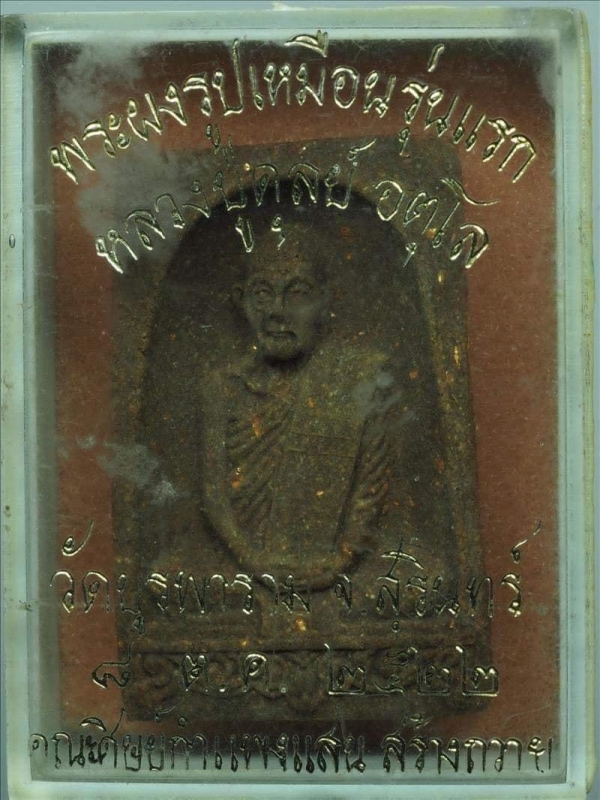 พระผงรูปเหมือนรุ่นแรก
หลวงปู่ดุลย์ อตุโล
วัดบูรพาราม จ.สุรินทร์
๘ ต.ค. ๒๕๒๒
คณะศิษย์กำแพงแสน สร้างถวาย